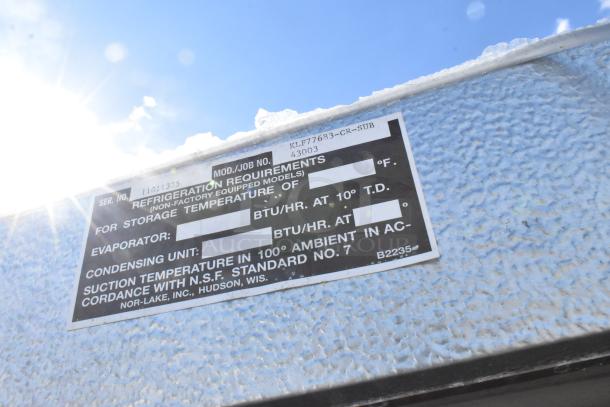 SER. NO. MOD./JOB NO. KLF77683-CR-SUB
43003
REFRIGERATION REQUIREMENTS
(NON-FACTORY EQUIPPED MODELS)
FOR STORAGE TEMPERATURE OF °F.
EVAPORATOR: BTU/HR. AT 10° T.D.
CONDENSING UNIT: BTU/HR. AT °
SUCTION TEMPERATURE IN 100° AMBIENT IN AC-
CORDANCE WITH N.S.F. STANDARD NO. 7 B2235
NOR-LAKE, INC., HUDSON, WIS.